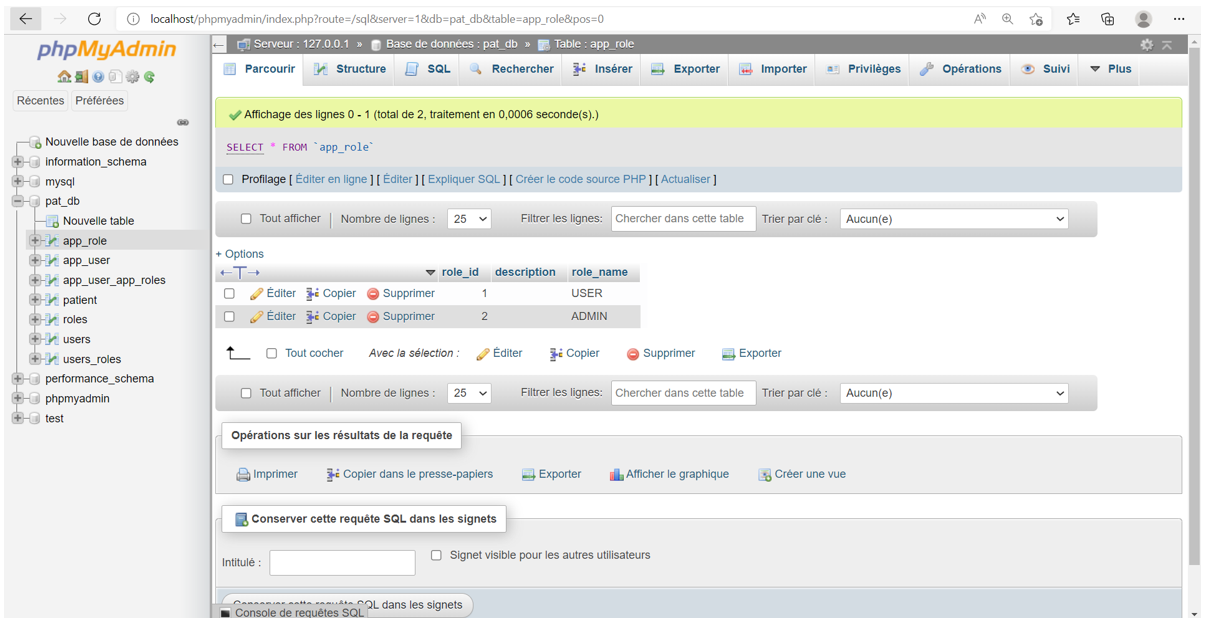 localhost/phpmyadmin/index.php?route=/sql&server=1&db=pat_db&table=app_role&pos=0
phpMyAdmin
Récentes Préférées
Nouvelle base de données
information_schema
mysql
pat_db
Nouvelle table
app_role
app_user
app_user_app_roles
patient
roles
users
users_roles
performance_schema
phpmyadmin
test
Serveur : 127.0.0.1 » Base de données : pat_db » Table : app_role
Parcourir Structure SQL Rechercher Insérer Exporter Importer Privilèges Opérations Suivi Plus
Affichage des lignes 0 - 1 (total de 2, traitement en 0,0006 seconde(s).)
SELECT * FROM `app_role`
Profilage [ Éditer en ligne ] [ Éditer ] [ Expliquer SQL ] [ Créer le code source PHP ] [ Actualiser ]
Tout afficher Nombre de lignes : 25 Filtrer les lignes: Chercher dans cette table Trier par clé : Aucun(e)
+ Options
←T→ role_id description role_name
Éditer Copier Supprimer 1 USER
Éditer Copier Supprimer 2 ADMIN
Tout cocher Avec la sélection : Éditer Copier Supprimer Exporter
Tout afficher Nombre de lignes : 25 Filtrer les lignes: Chercher dans cette table Trier par clé : Aucun(e)
Opérations sur les résultats de la requête
Imprimer Copier dans le presse-papiers Exporter Afficher le graphique Créer une vue
Conserver cette requête SQL dans les signets
Intitulé : Signet visible pour les autres utilisateurs
Conserver cette requête SQL dans les signets
Console de requêtes SQL